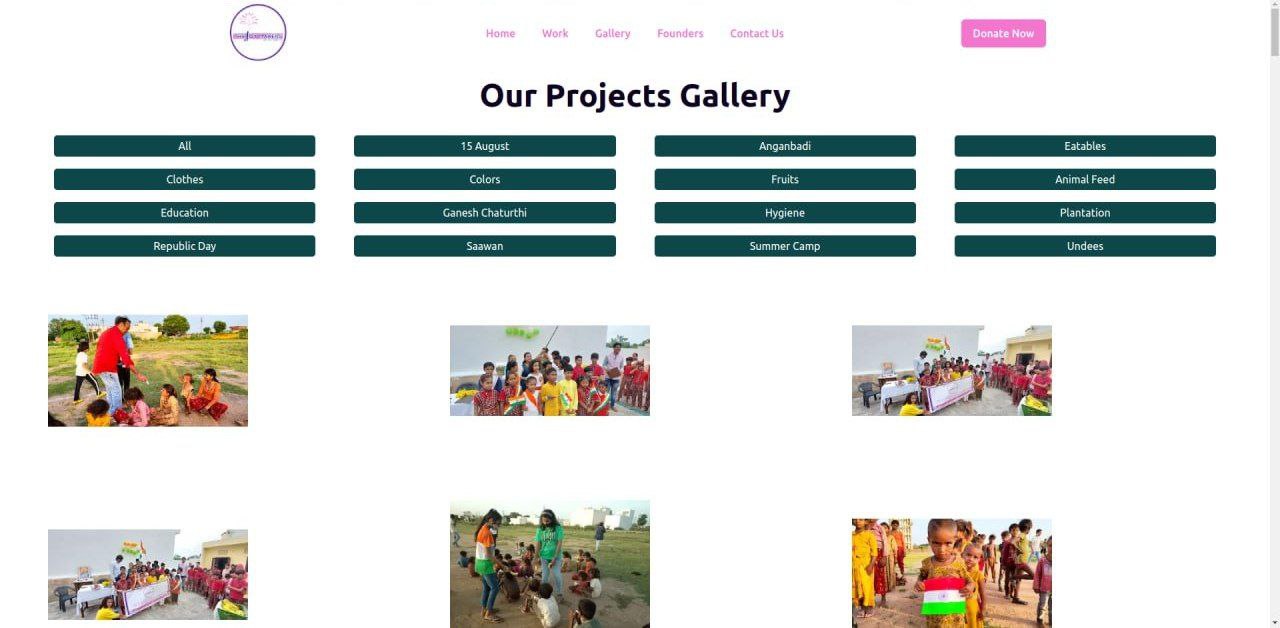 Home Work Gallery Founders Contact Us Donate Now
Our Projects Gallery
All 15 August Anganbadi Eatables
Clothes Colors Fruits Animal Feed
Education Ganesh Chaturthi Hygiene Plantation
Republic Day Saawan Summer Camp Undees